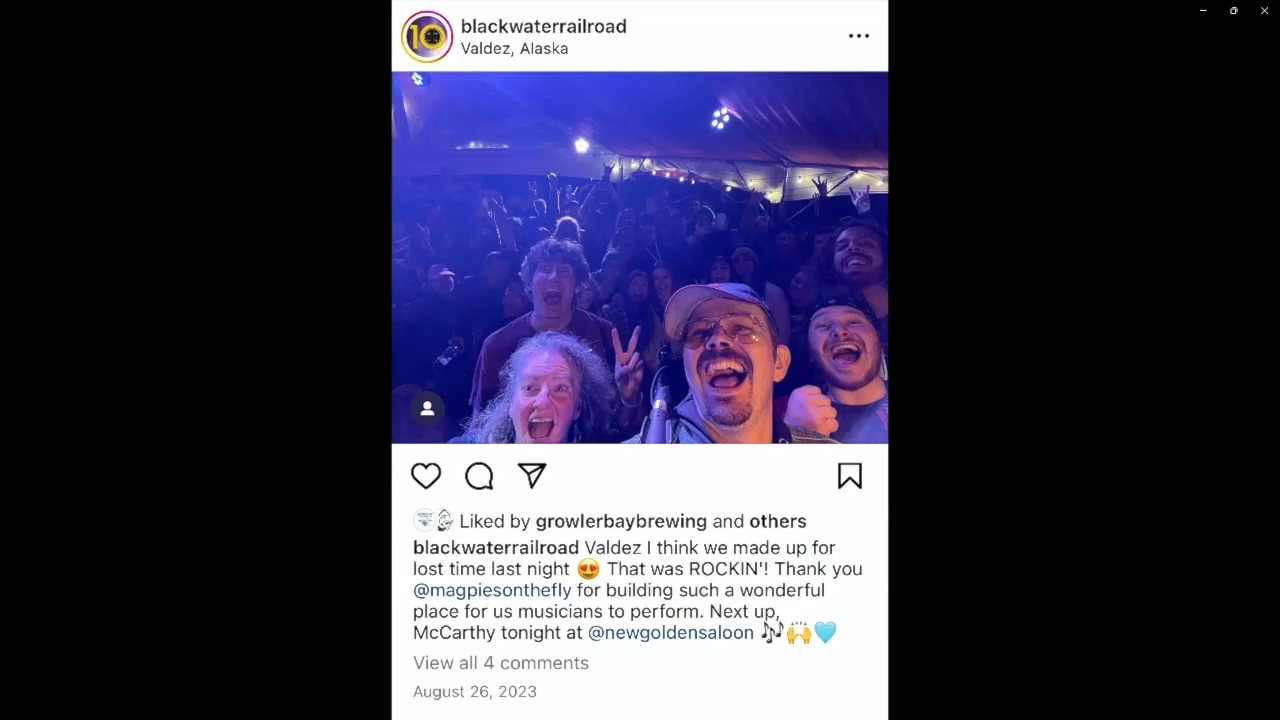 10
blackwaterrailroad
Valdez, Alaska
Liked by growlerbaybrewing and others
blackwaterrailroad Valdez I think we made up for
lost time last night 😍 That was ROCKIN'! Thank you
@magpiesonthefly for building such a wonderful
place for us musicians to perform. Next up,
McCarthy tonight at @newgoldensaloon 🎶🙌🩵
View all 4 comments
August 26, 2023